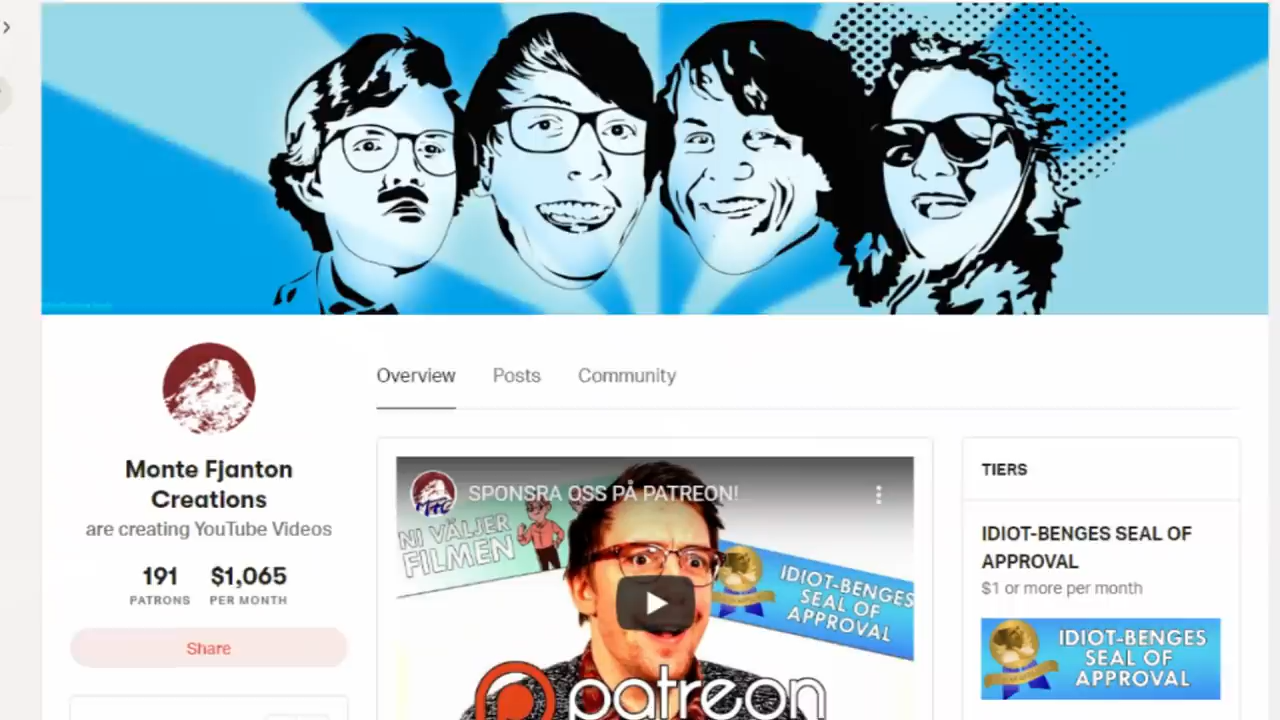 Overview
Posts
Community
Monte Fjanton
Creations
are creating YouTube Videos
191
$1,065
PATRONS
PER MONTH
Share
SPONSRA OSS PÅ PATREON!
MFC
NI VÄLJER
FILMEN
IDIOT-BENGES
SEAL OF
APPROVAL
patreon
TIERS
IDIOT-BENGES SEAL OF
APPROVAL
$1 or more per month
IDIOT-BENGES
SEAL OF
APPROVAL